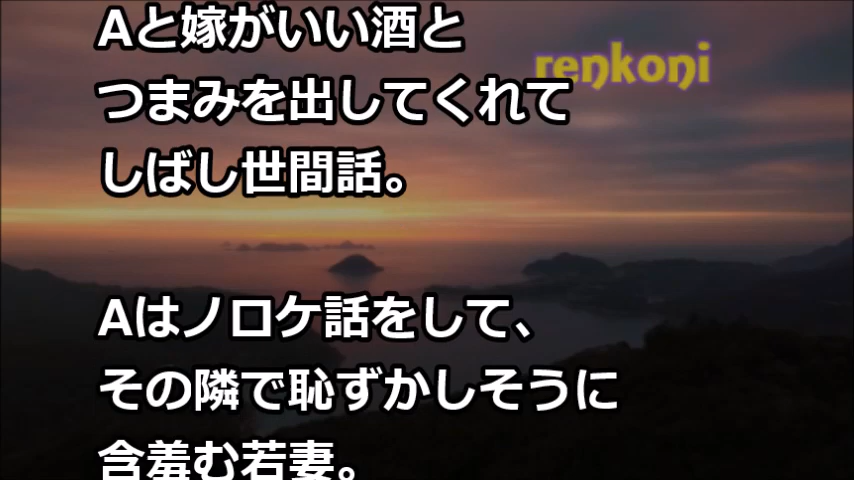 Aと嫁がいい酒と
renkoni
つまみを出してくれて
しばし世間話。
Aはノロケ話をして、
その隣で恥ずかしそうに
含羞む若妻。